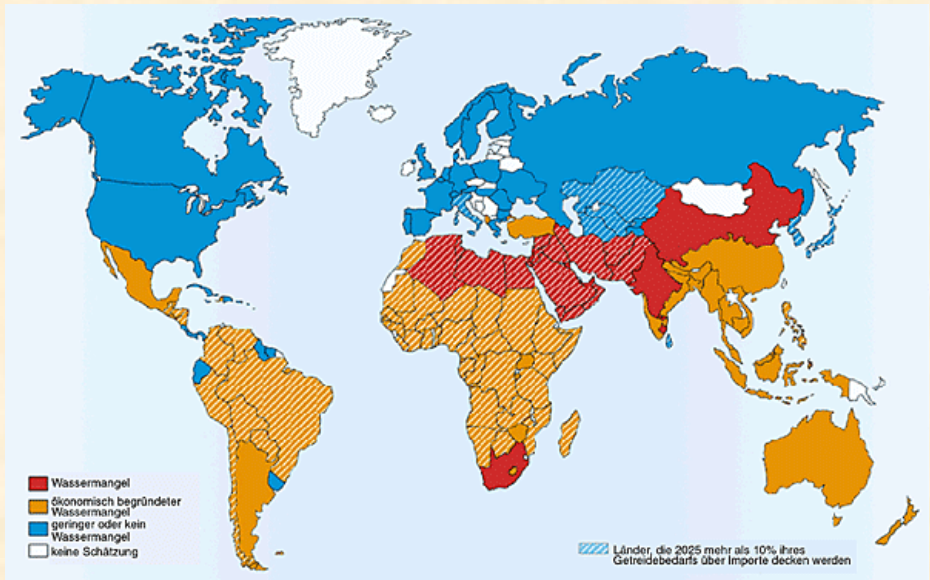 Wassermangel
ökonomisch begründeter
Wassermangel
geringer oder kein
Wassermangel
keine Schätzung
Länder, die 2025 mehr als 10% ihres
Getreidebedarfs über Importe decken werden